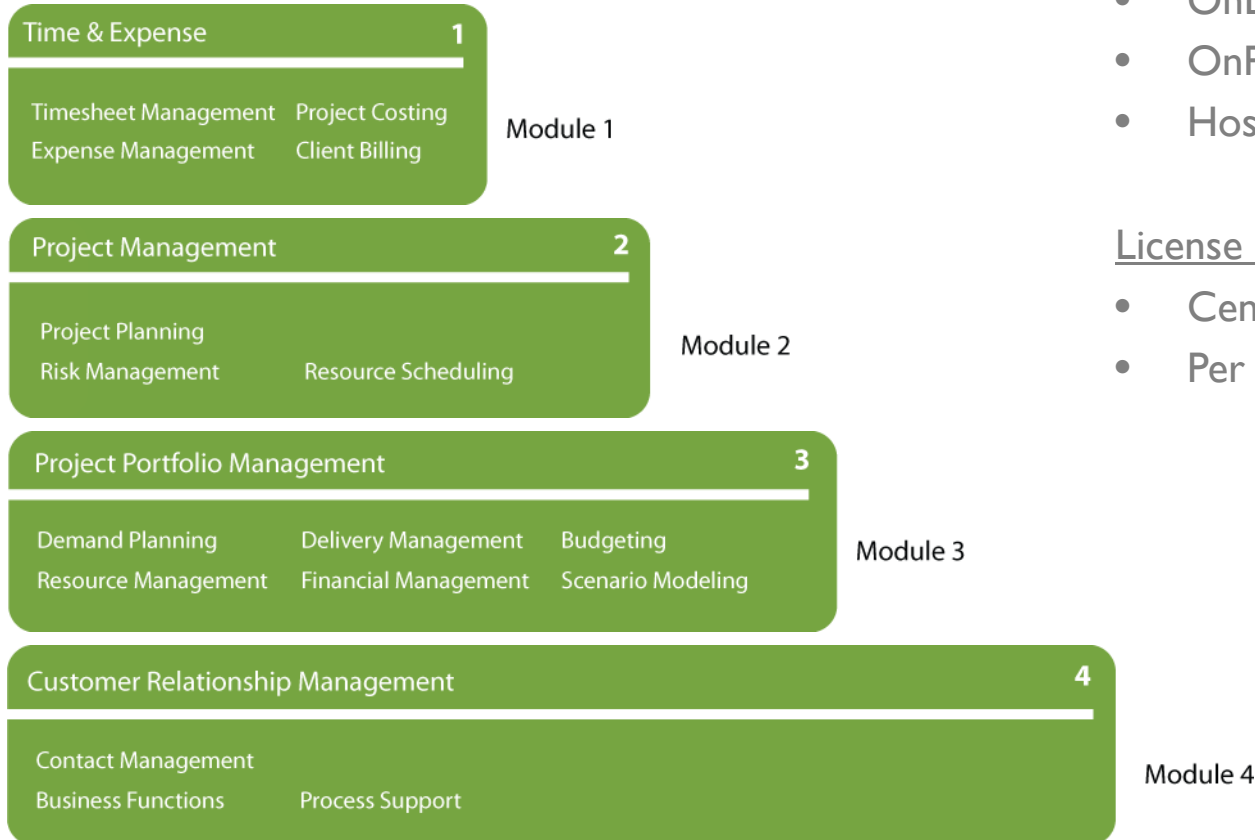 Time & Expense 1
Timesheet Management Project Costing
Expense Management Client Billing
Module 1
Project Management 2
Project Planning
Risk Management Resource Scheduling
Module 2
Project Portfolio Management 3
Demand Planning Delivery Management Budgeting
Resource Management Financial Management Scenario Modeling
Module 3
Customer Relationship Management 4
Contact Management
Business Functions Process Support
Module 4
License
• Per